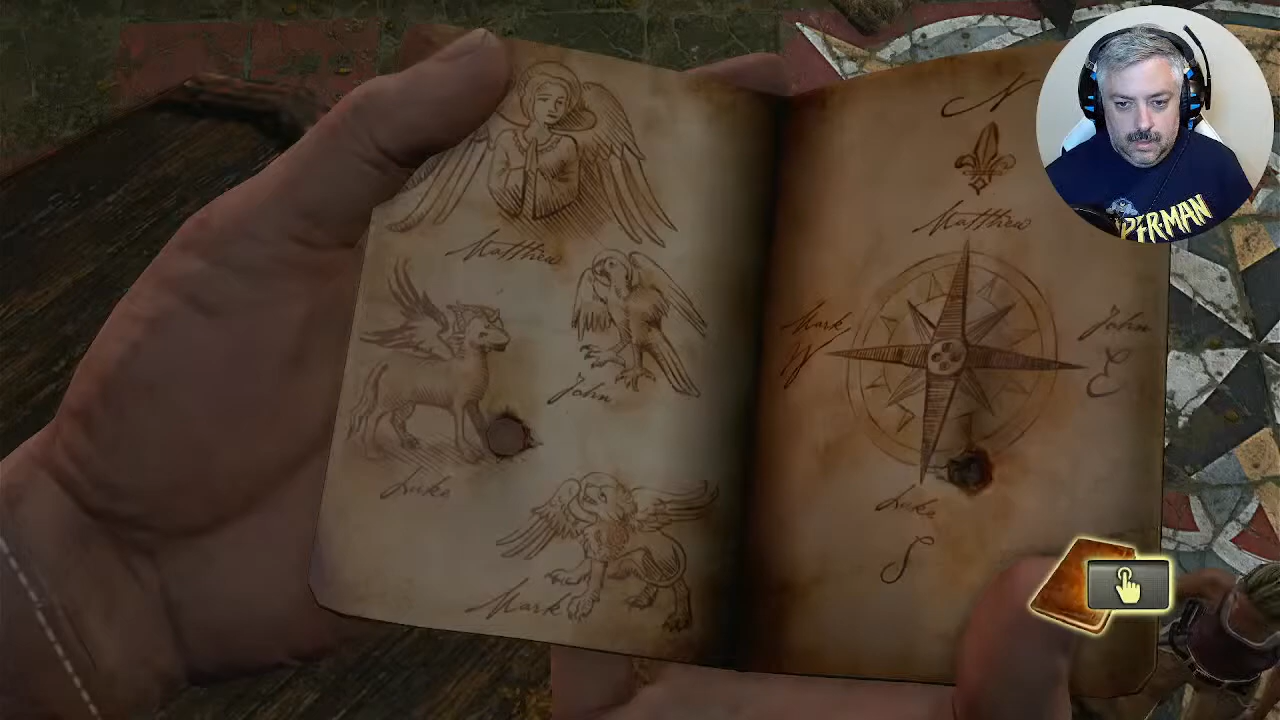 Matthew
John
Luke
Mark
N
Matthew
Mark
W
John
E
Luke
S
PERMAN